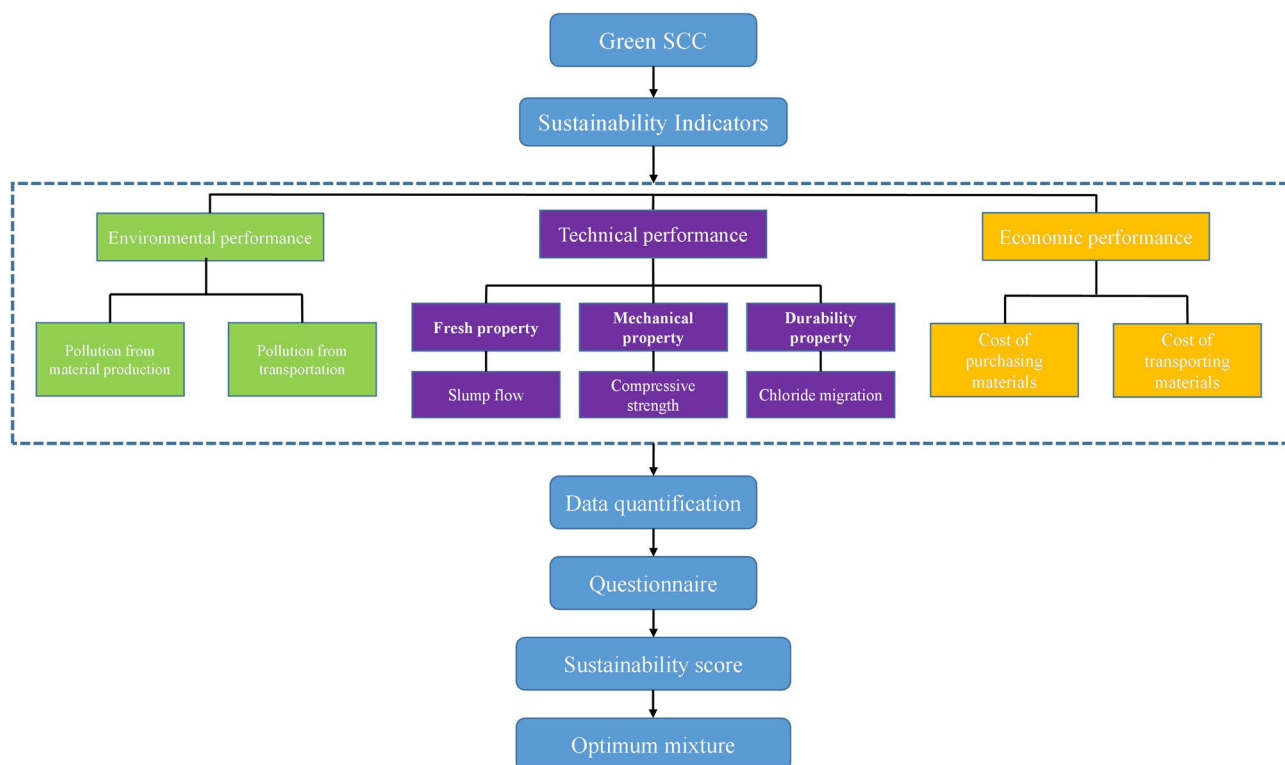 Green SCC
Sustainability Indicators
Environmental performance
Technical performance
Economic performance
Pollution from
material production
Pollution from
transportation
Fresh property
Mechanical
property
Durability
property
Slump flow
Compressive
strength
Chloride migration
Cost of
purchasing
materials
Cost of
transporting
materials
Data quantification
Questionnaire
Sustainability score
Optimum mixture